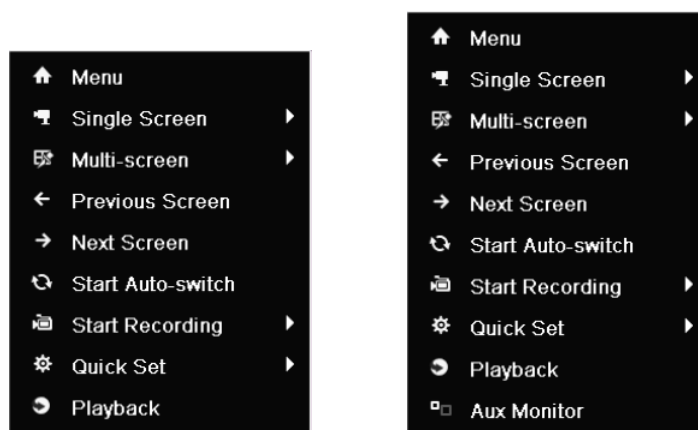 Menu
Single Screen
Multi-screen
Previous Screen
Next Screen
Start Auto-switch
Start Recording
Quick Set
Playback
Menu
Single Screen
Multi-screen
Previous Screen
Next Screen
Start Auto-switch
Start Recording
Quick Set
Playback
Aux Monitor